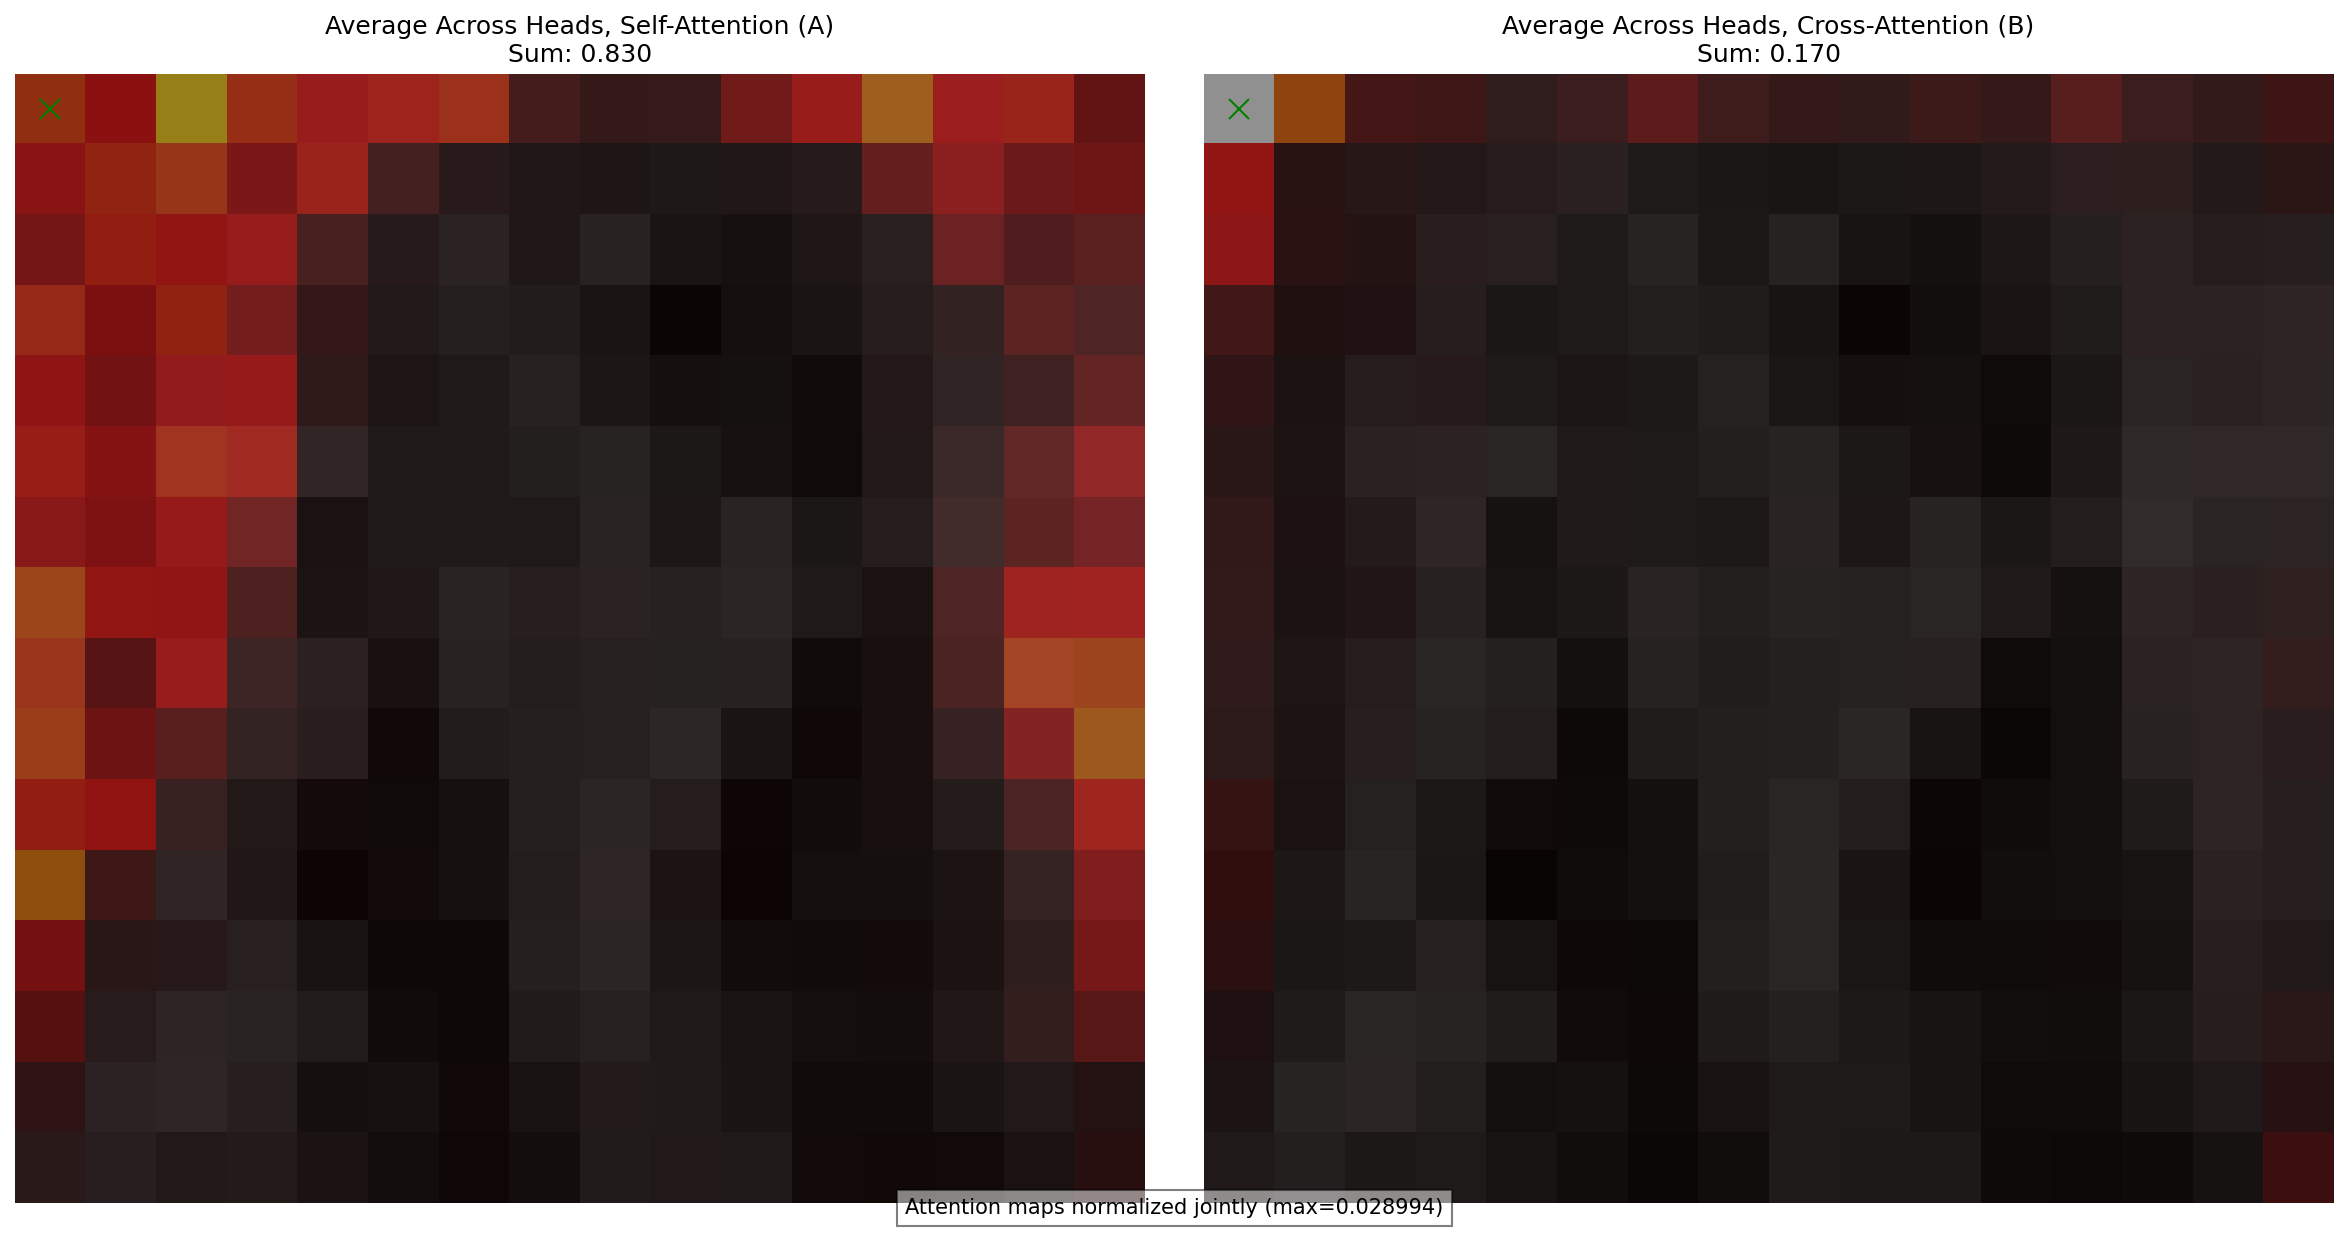 Average Across Heads, Self-Attention (A)
Sum: 0.830
Average Across Heads, Cross-Attention (B)
Sum: 0.170
Attention maps normalized jointly (max=0.028994)